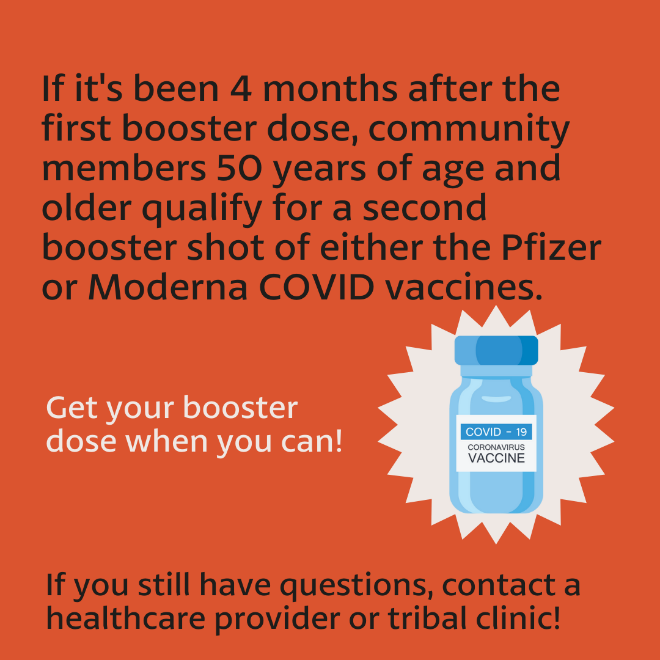 If it's been 4 months after the
first booster dose, community
members 50 years of age and
older qualify for a second
booster shot of either the Pfizer
or Moderna COVID vaccines.
Get your booster
dose when you can!
COVID - 19
CORONAVIRUS
VACCINE
If you still have questions, contact a
healthcare provider or tribal clinic!